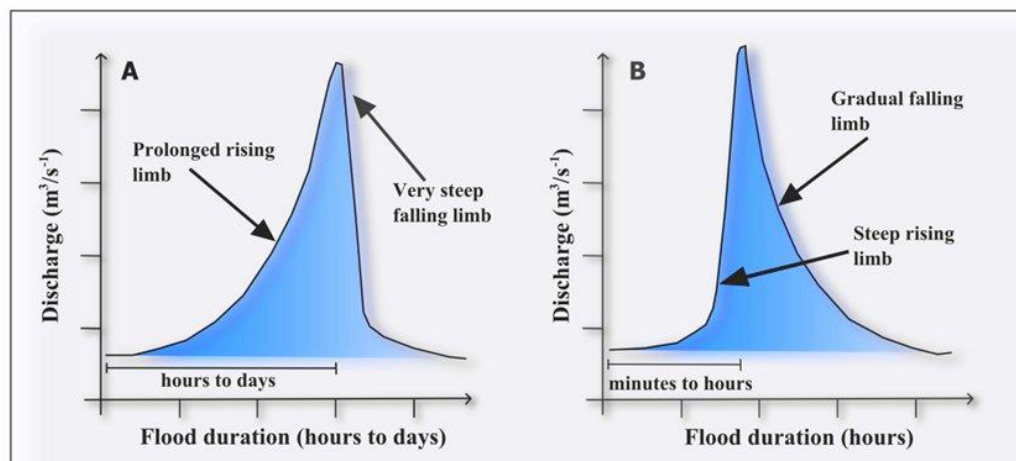 A
Prolonged rising
limb
Very steep
falling limb
Discharge (m³/s⁻¹)
hours to days
Flood duration (hours to days)
B
Gradual falling
limb
Steep rising
limb
Discharge (m³/s⁻¹)
minutes to hours
Flood duration (hours)